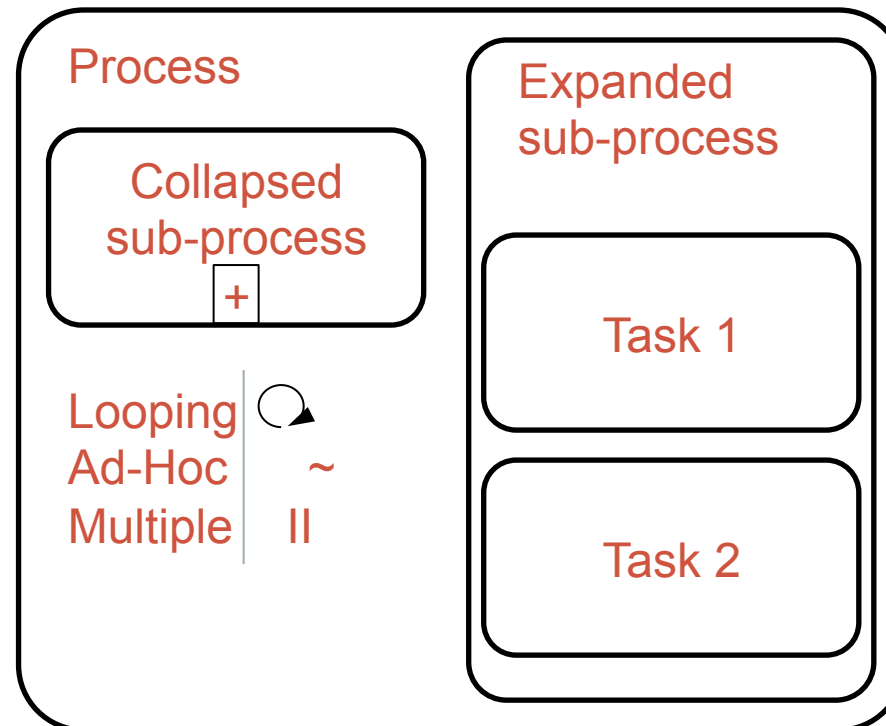 Process
Collapsed
sub-process
+
Looping
Ad-Hoc ~
Multiple II
Expanded
sub-process
Task 1
Task 2